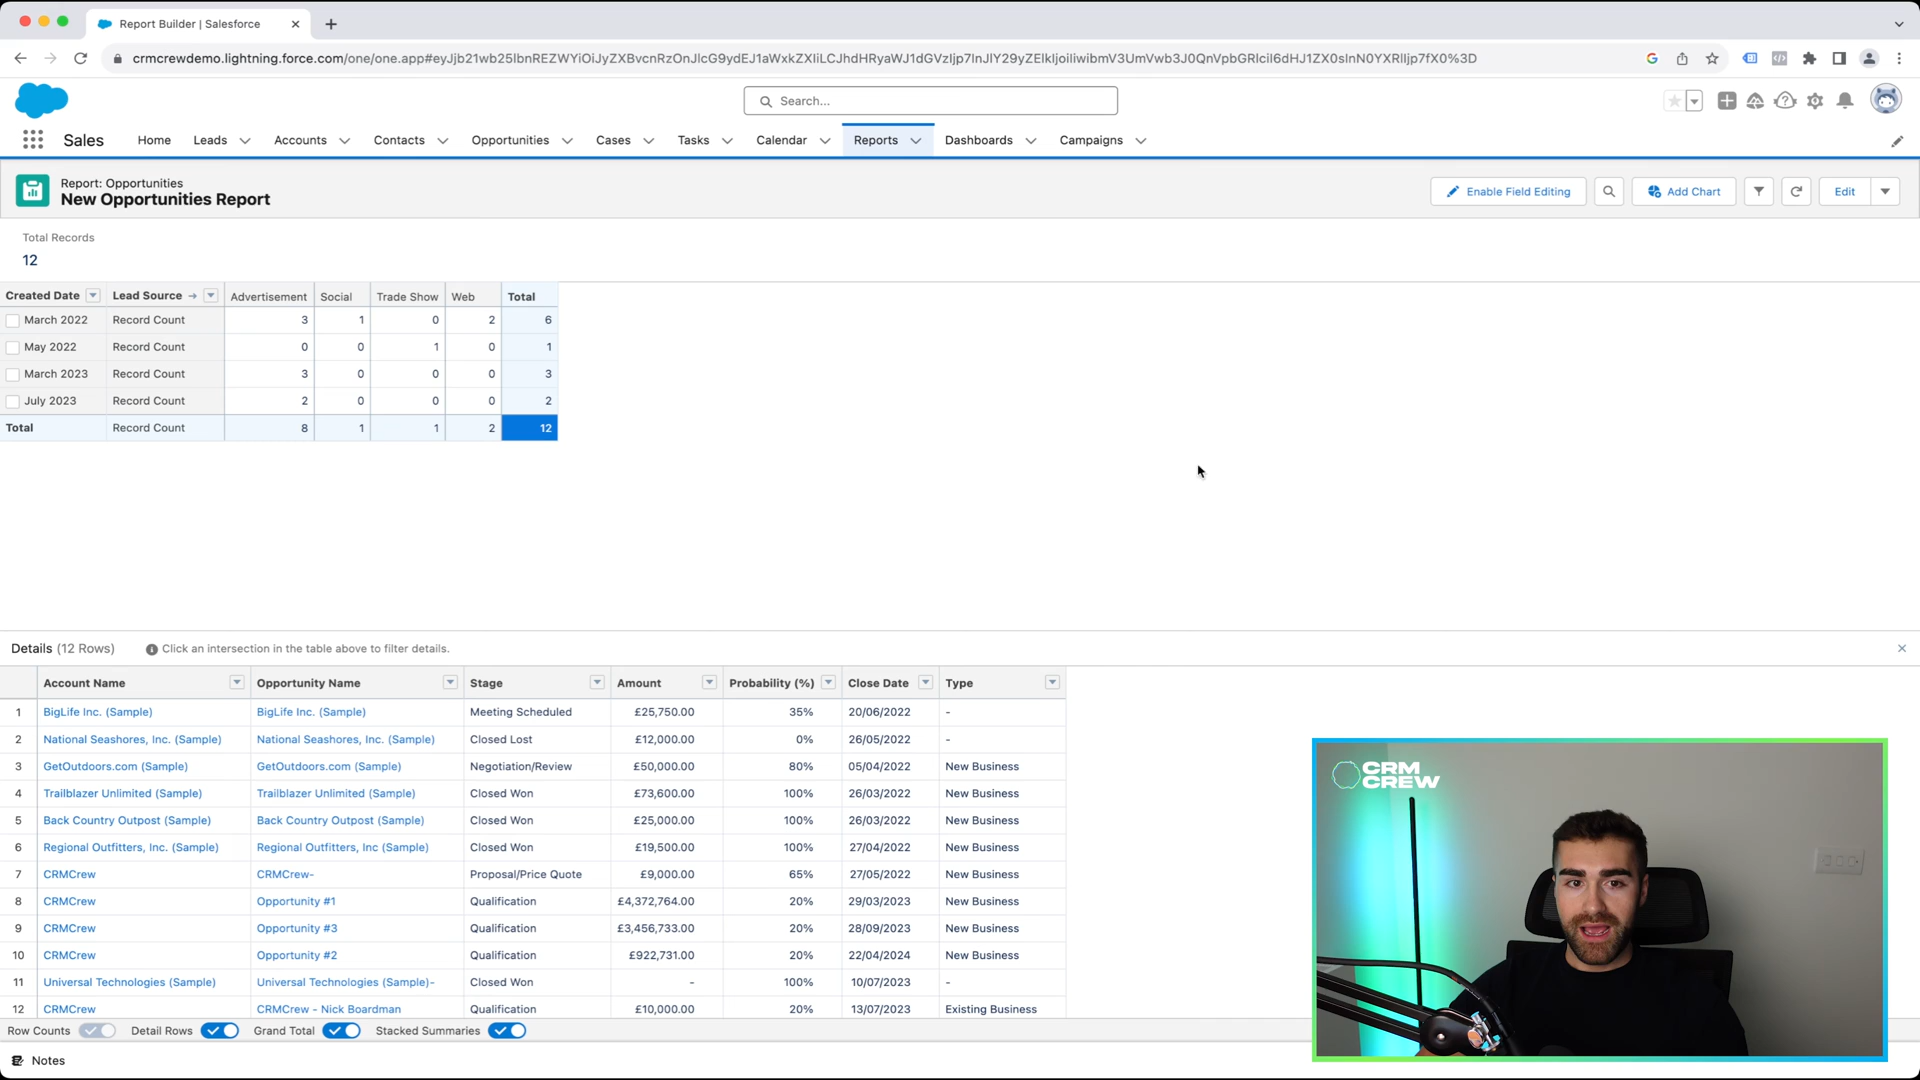 Report Builder | Salesforce
Search...
Sales
Home
Leads
Accounts
Contacts
Opportunities
Cases
Tasks
Calendar
Reports
Dashboards
Campaigns
Report: Opportunities
New Opportunities Report
Enable Field Editing
Add Chart
Edit
Total Records
12
Created Date Lead Source → Advertisement Social Trade Show Web Total
March 2022 Record Count 3 1 0 2 6
May 2022 Record Count 0 0 1 0 1
March 2023 Record Count 3 0 0 0 3
July 2023 Record Count 2 0 0 0 2
Total Record Count 8 1 1 2 12
Details (12 Rows) Click an intersection in the table above to filter details.
Account Name Opportunity Name Stage Amount Probability (%) Close Date Type
1 BigLife Inc. (Sample) BigLife Inc. (Sample) Meeting Scheduled £25,750.00 35% 20/06/2022 -
2 National Seashores, Inc. (Sample) National Seashores, Inc. (Sample) Closed Lost £12,000.00 0% 26/05/2022 -
3 GetOutdoors.com (Sample) GetOutdoors.com (Sample) Negotiation/Review £50,000.00 80% 05/04/2022 New Business
4 Trailblazer Unlimited (Sample) Trailblazer Unlimited (Sample) Closed Won £73,600.00 100% 26/03/2022 New Business
5 Back Country Outpost (Sample) Back Country Outpost (Sample) Closed Won £25,000.00 100% 26/03/2022 New Business
6 Regional Outfitters, Inc. (Sample) Regional Outfitters, Inc (Sample) Closed Won £19,500.00 100% 27/04/2022 New Business
7 CRMCrew CRMCrew- Proposal/Price Quote £9,000.00 65% 27/05/2022 New Business
8 CRMCrew Opportunity #1 Qualification £4,372,764.00 20% 29/03/2023 New Business
9 CRMCrew Opportunity #3 Qualification £3,456,733.00 20% 28/09/2023 New Business
10 CRMCrew Opportunity #2 Qualification £922,731.00 20% 22/04/2024 New Business
11 Universal Technologies (Sample) Universal Technologies (Sample)- Closed Won - 100% 10/07/2023 -
12 CRMCrew CRMCrew - Nick Boardman Qualification £10,000.00 20% 13/07/2023 Existing Business
Row Counts Detail Rows Grand Total Stacked Summaries
Notes
CRM
CREW